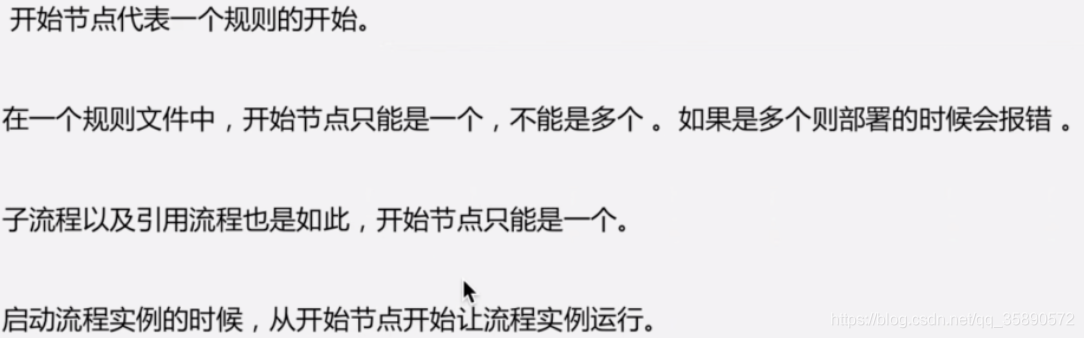 开始节点代表一个规则的开始。
在一个规则文件中，开始节点只能是一个，不能是多个 。如果是多个则部署的时候会报错 。
子流程以及引用流程也是如此，开始节点只能是一个。
启动流程实例的时候，从开始节点开始让流程实例运行。
https://blog.csdn.net/qq_35890572